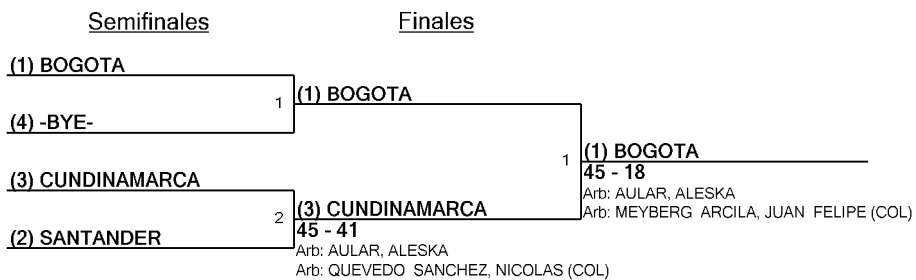 Semifinales
Finales
(1) BOGOTA
(4) -BYE-
1
(1) BOGOTA
(3) CUNDINAMARCA
(2) SANTANDER
2
(3) CUNDINAMARCA
45 - 41
Arb: AULAR, ALESKA
Arb: QUEVEDO SANCHEZ, NICOLAS (COL)
1
(1) BOGOTA
45 - 18
Arb: AULAR, ALESKA
Arb: MEYBERG ARCILA, JUAN FELIPE (COL)